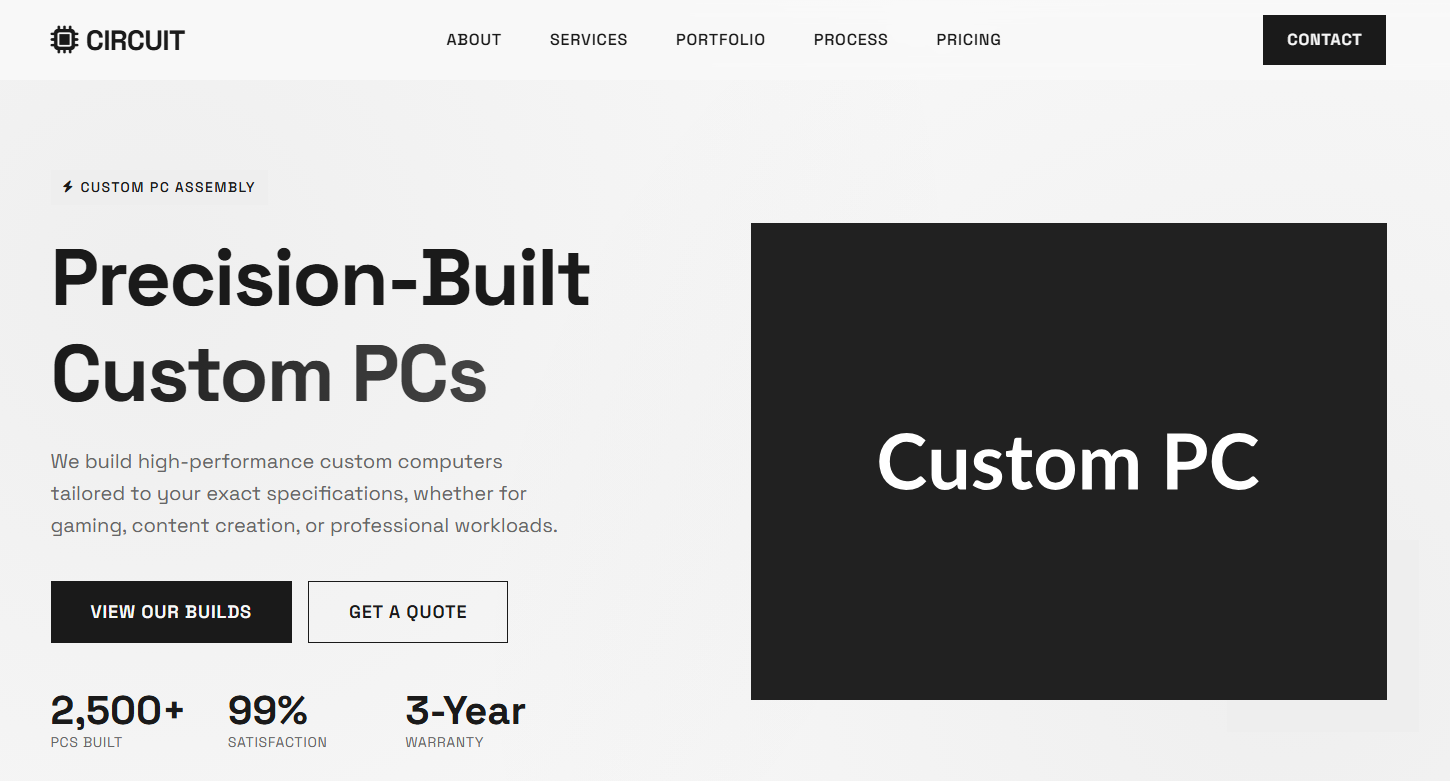 CIRCUIT
ABOUT SERVICES PORTFOLIO PROCESS PRICING
CONTACT
CUSTOM PC ASSEMBLY
Precision-Built
Custom PCs
We build high-performance custom computers
tailored to your exact specifications, whether for
gaming, content creation, or professional workloads.
VIEW OUR BUILDS
GET A QUOTE
2,500+ 99% 3-Year
PCS BUILT SATISFACTION WARRANTY
Custom PC